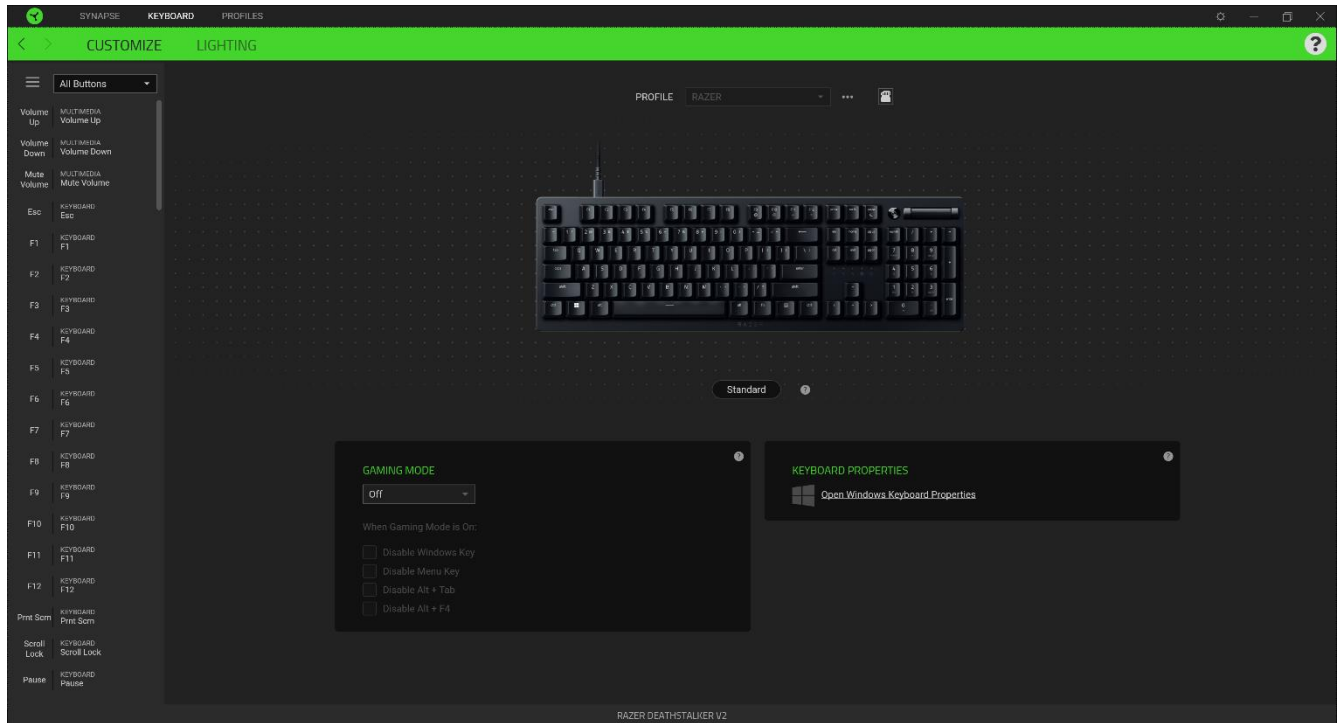 SYNAPSE KEYBOARD PROFILES
CUSTOMIZE LIGHTING ?
All Buttons
PROFILE RAZER •••
Volume Up MULTIMEDIA Volume Up
Volume Down MULTIMEDIA Volume Down
Mute Volume MULTIMEDIA Mute Volume
Esc KEYBOARD Esc
F1 KEYBOARD F1
F2 KEYBOARD F2
F3 KEYBOARD F3
F4 KEYBOARD F4
F5 KEYBOARD F5
F6 KEYBOARD F6
F7 KEYBOARD F7
F8 KEYBOARD F8
F9 KEYBOARD F9
F10 KEYBOARD F10
F11 KEYBOARD F11
F12 KEYBOARD F12
Prnt Scrn KEYBOARD Prnt Scrn
Scroll Lock KEYBOARD Scroll Lock
Pause KEYBOARD Pause
RAZER
Standard ?
GAMING MODE ?
Off
When Gaming Mode is On:
Disable Windows Key
Disable Menu Key
Disable Alt + Tab
Disable Alt + F4
KEYBOARD PROPERTIES ?
Open Windows Keyboard Properties
RAZER DEATHSTALKER V2